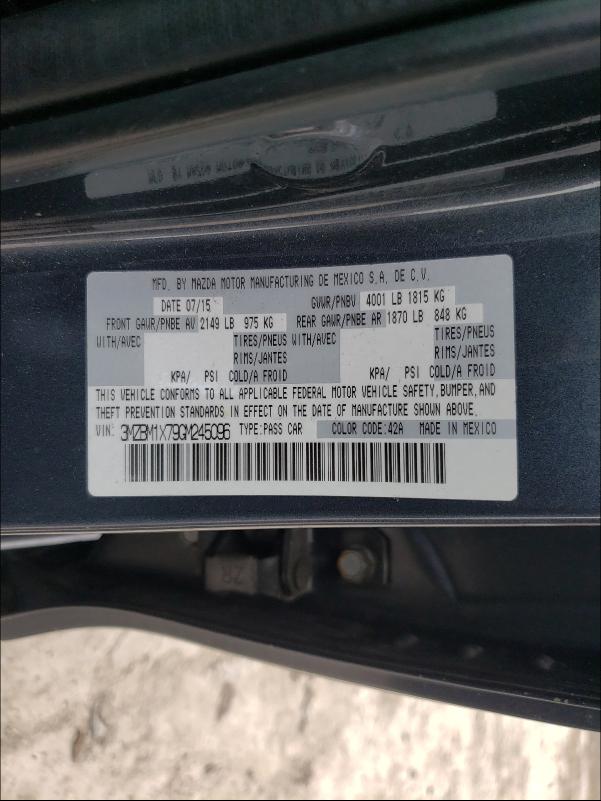 MFD. BY MAZDA MOTOR MANUFACTURING DE MEXICO S.A. DE C.V.
DATE 07/15 GVWR/PNBV 4001 LB 1815 KG
FRONT GAWR/PNBE AV 2149 LB 975 KG REAR GAWR/PNBE AR 1870 LB 848 KG
WITH/AVEC TIRES/PNEUS WITH/AVEC TIRES/PNEUS
RIMS/JANTES RIMS/JANTES
KPA/ PSI COLD/A FROID KPA/ PSI COLD/A FROID
THIS VEHICLE CONFORMS TO ALL APPLICABLE FEDERAL MOTOR VEHICLE SAFETY, BUMPER, AND
THEFT PREVENTION STANDARDS IN EFFECT ON THE DATE OF MANUFACTURE SHOWN ABOVE.
VIN: 3MZBM1X79GM245096 TYPE:PASS CAR COLOR CODE:42A MADE IN MEXICO